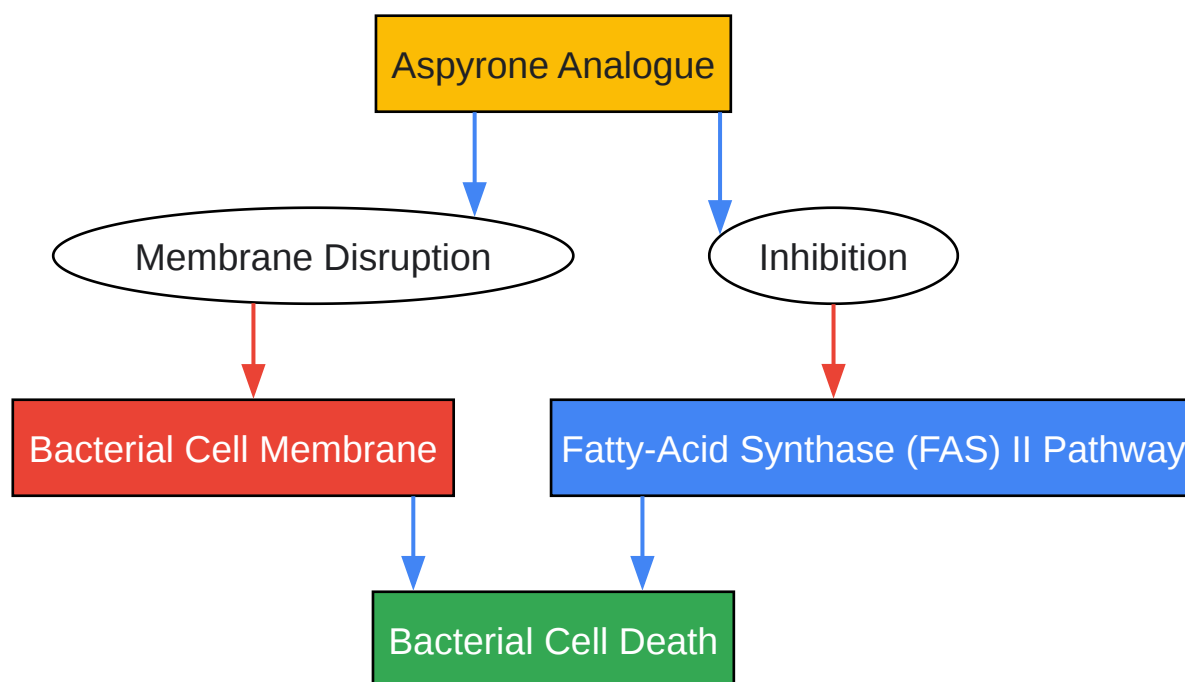 Aspyrone Analogue
Membrane Disruption
Inhibition
Bacterial Cell Membrane
Fatty-Acid Synthase (FAS) II Pathway
Bacterial Cell Death